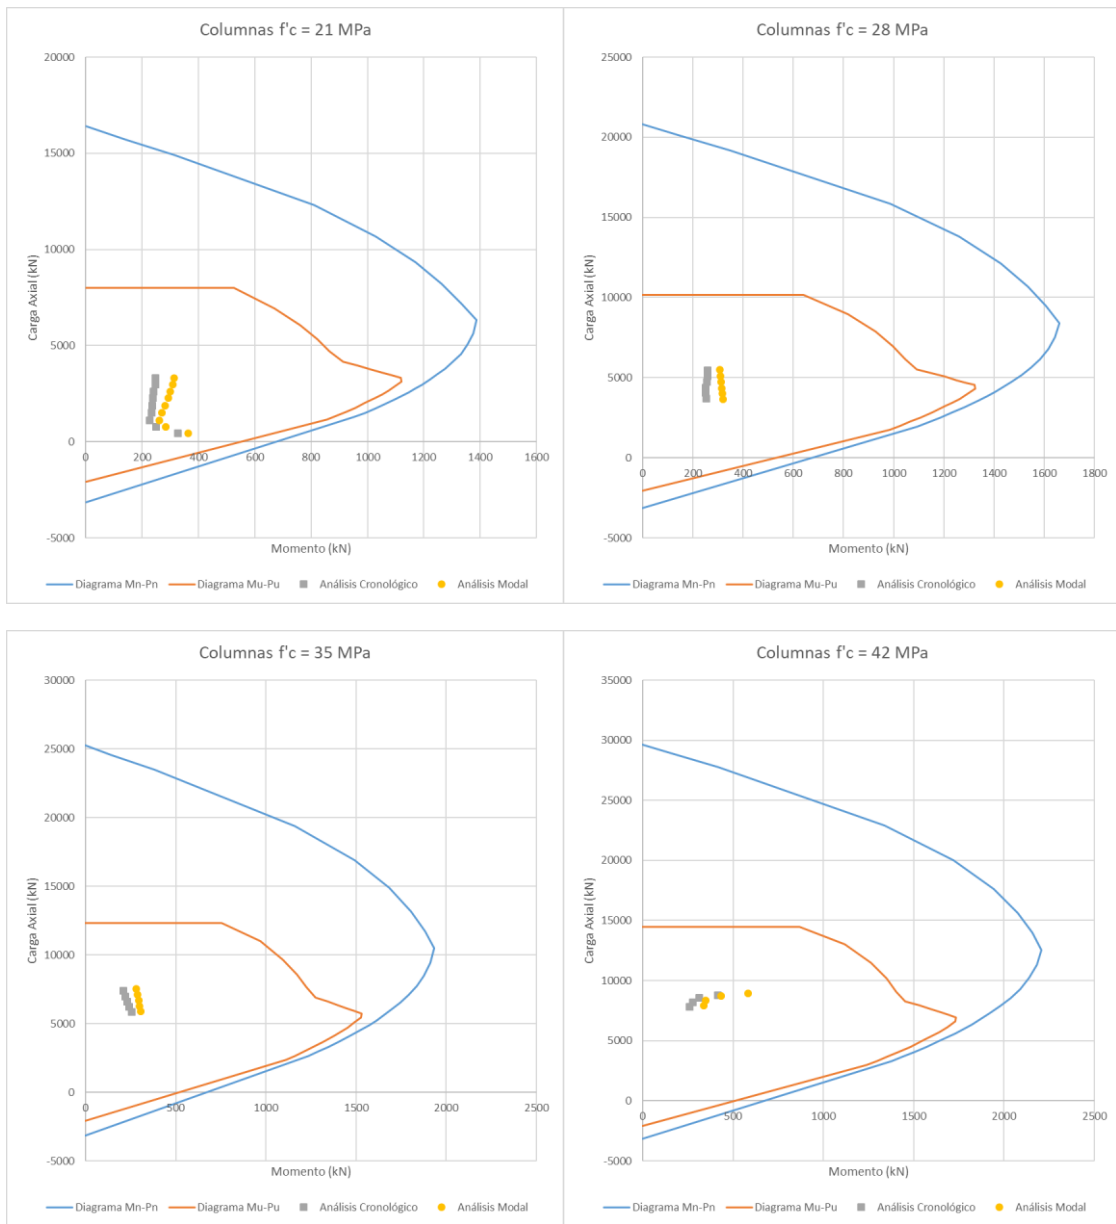 Columnas f'c = 21 MPa
20000
15000
10000
5000
0
-5000
0 200 400 600 800 1000 1200 1400 1600
Carga Axial (kN)
Momento (kN)
Diagrama Mn-Pn Diagrama Mu-Pu Análisis Cronológico Análisis Modal
Columnas f'c = 28 MPa
25000
20000
15000
10000
5000
0
-5000
0 200 400 600 800 1000 1200 1400 1600 1800
Carga Axial (kN)
Momento (kN)
Diagrama Mn-Pn Diagrama Mu-Pu Análisis Cronológico Análisis Modal
Columnas f'c = 35 MPa
30000
25000
20000
15000
10000
5000
0
-5000
0 500 1000 1500 2000 2500
Carga Axial (kN)
Momento (kN)
Diagrama Mn-Pn Diagrama Mu-Pu Análisis Cronológico Análisis Modal
Columnas f'c = 42 MPa
35000
30000
25000
20000
15000
10000
5000
0
-5000
0 500 1000 1500 2000 2500
Carga Axial (kN)
Momento (kN)
Diagrama Mn-Pn Diagrama Mu-Pu Análisis Cronológico Análisis Modal